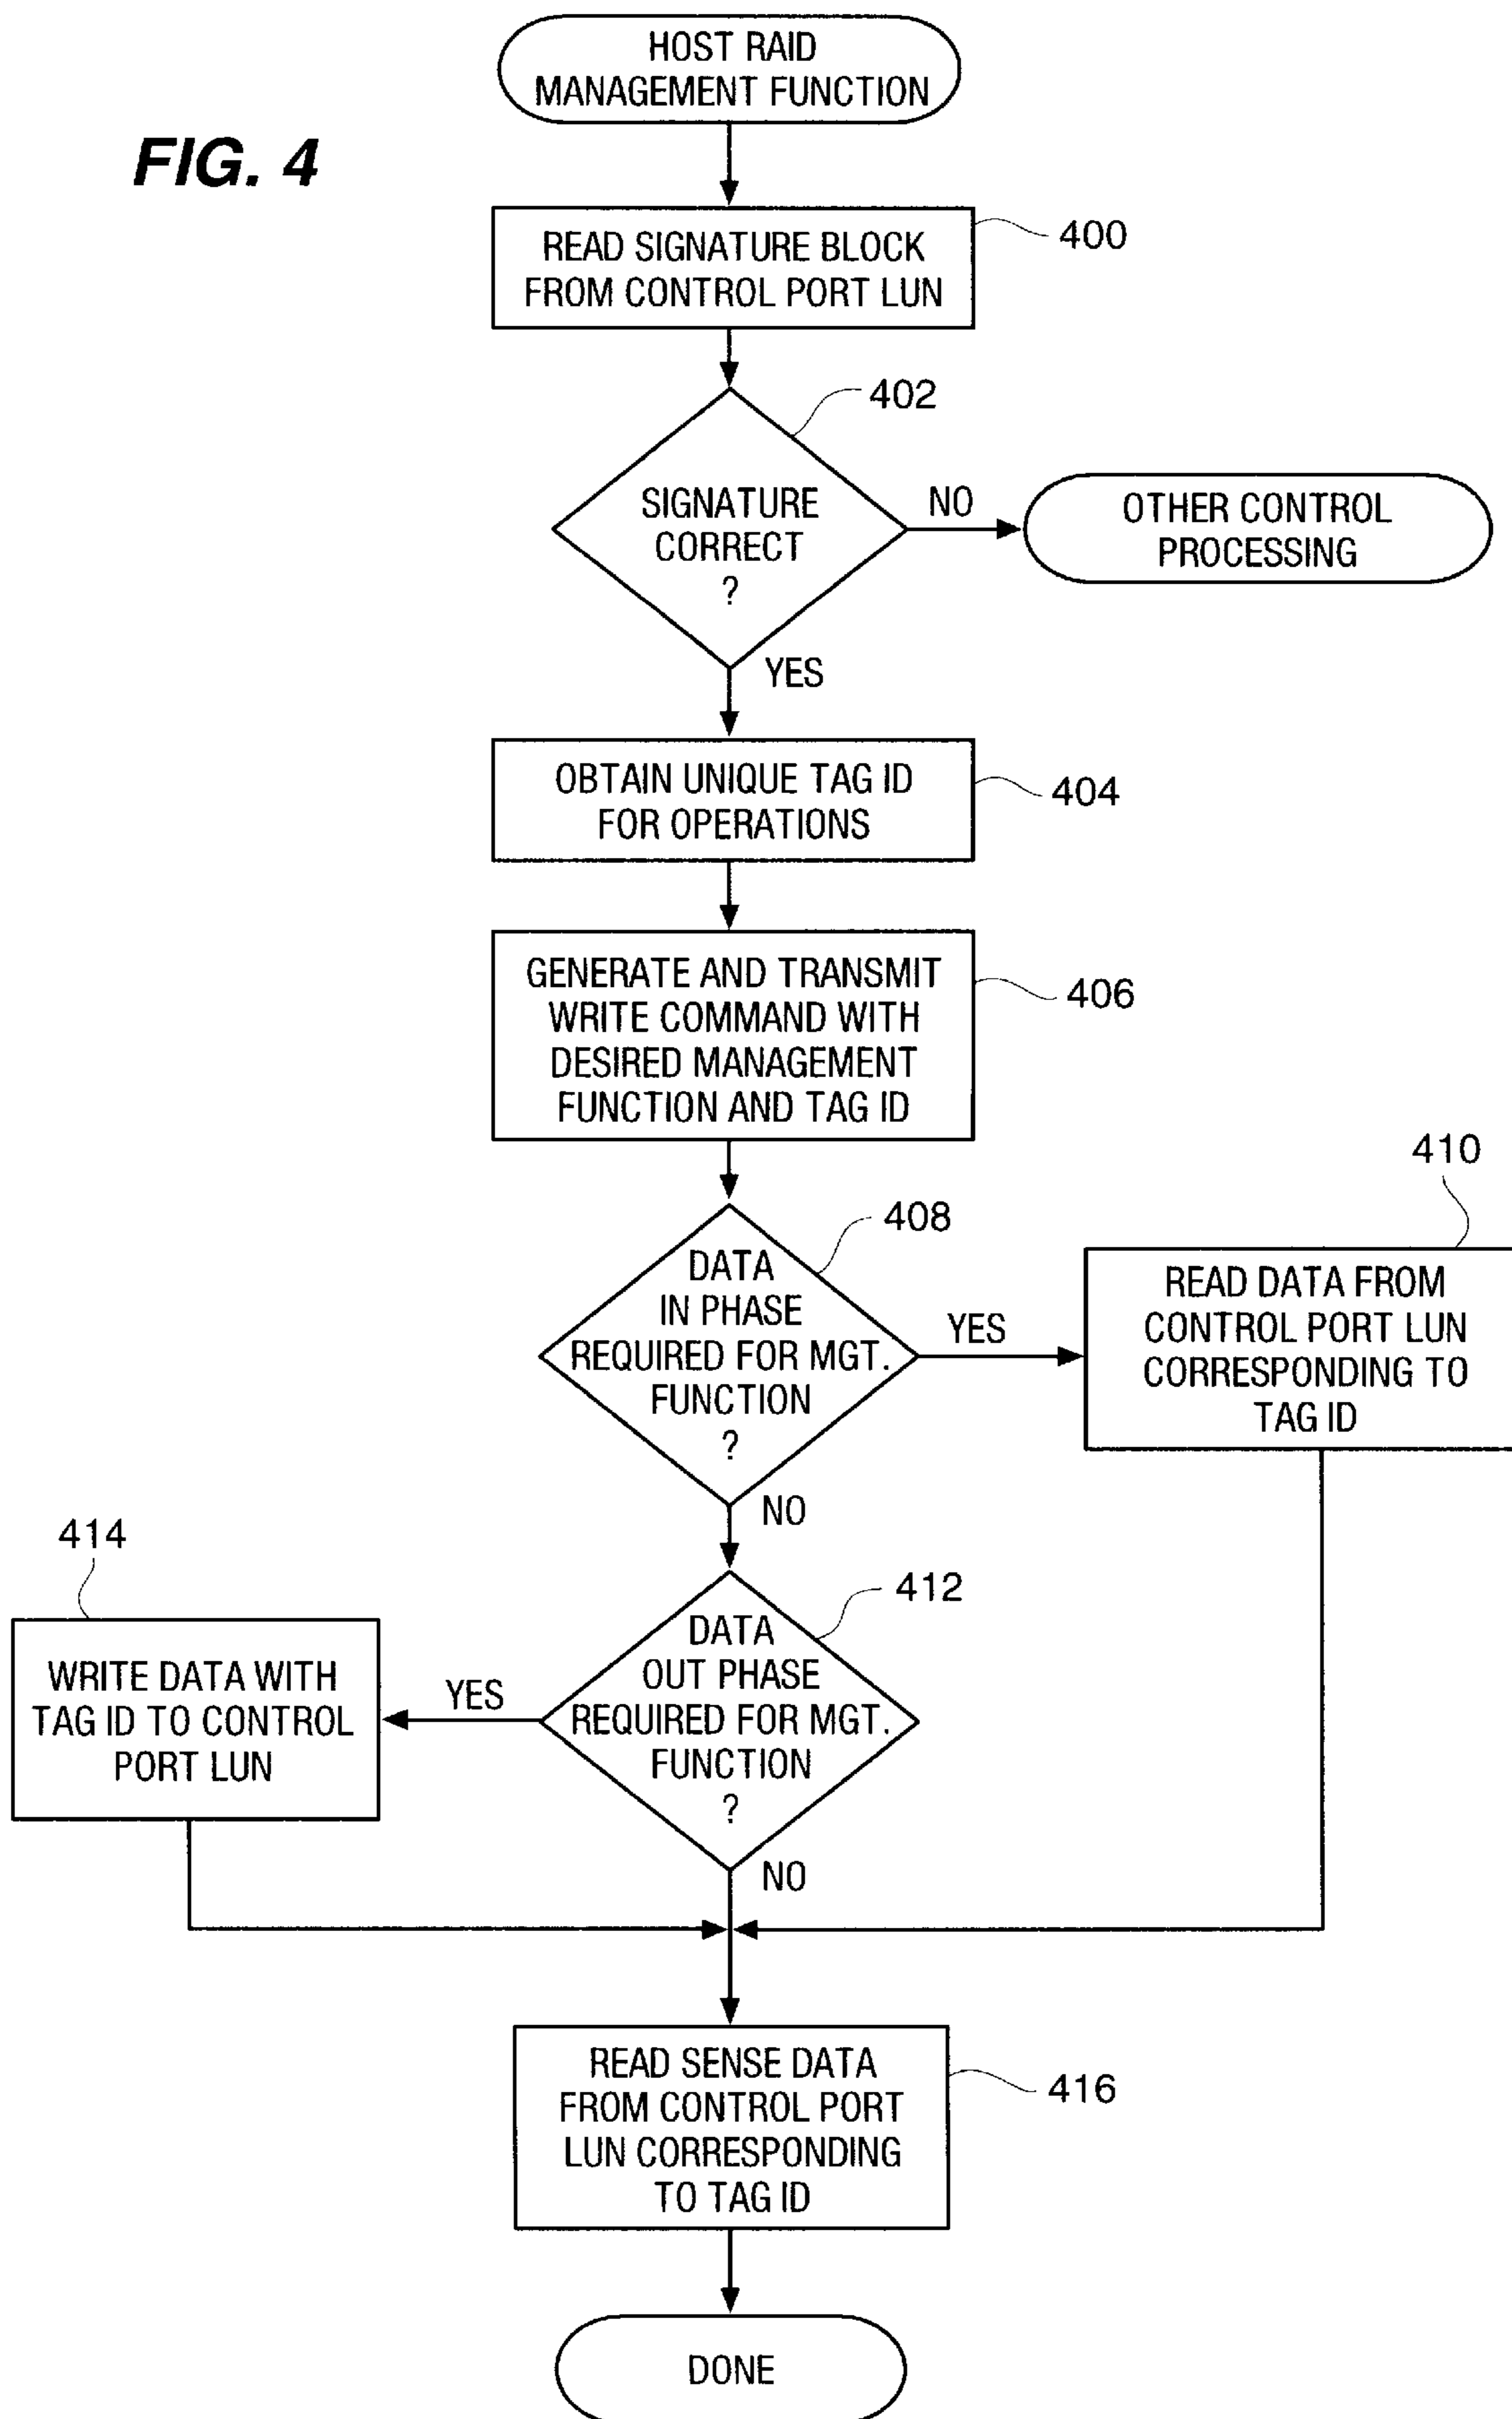 HOST RAID
MANAGEMENT FUNCTION
FIG. 4
READ SIGNATURE BLOCK
FROM CONTROL PORT LUN
400
402
SIGNATURE
CORRECT
?
NO
OTHER CONTROL
PROCESSING
YES
OBTAIN UNIQUE TAG ID
FOR OPERATIONS
404
GENERATE AND TRANSMIT
WRITE COMMAND WITH
DESIRED MANAGEMENT
FUNCTION AND TAG ID
406
408
DATA
IN PHASE
REQUIRED FOR MGT.
FUNCTION
?
YES
410
READ DATA FROM
CONTROL PORT LUN
CORRESPONDING TO
TAG ID
NO
412
DATA
OUT PHASE
REQUIRED FOR MGT.
FUNCTION
?
YES
414
WRITE DATA WITH
TAG ID TO CONTROL
PORT LUN
NO
READ SENSE DATA
FROM CONTROL PORT
LUN CORRESPONDING
TO TAG ID
416
DONE